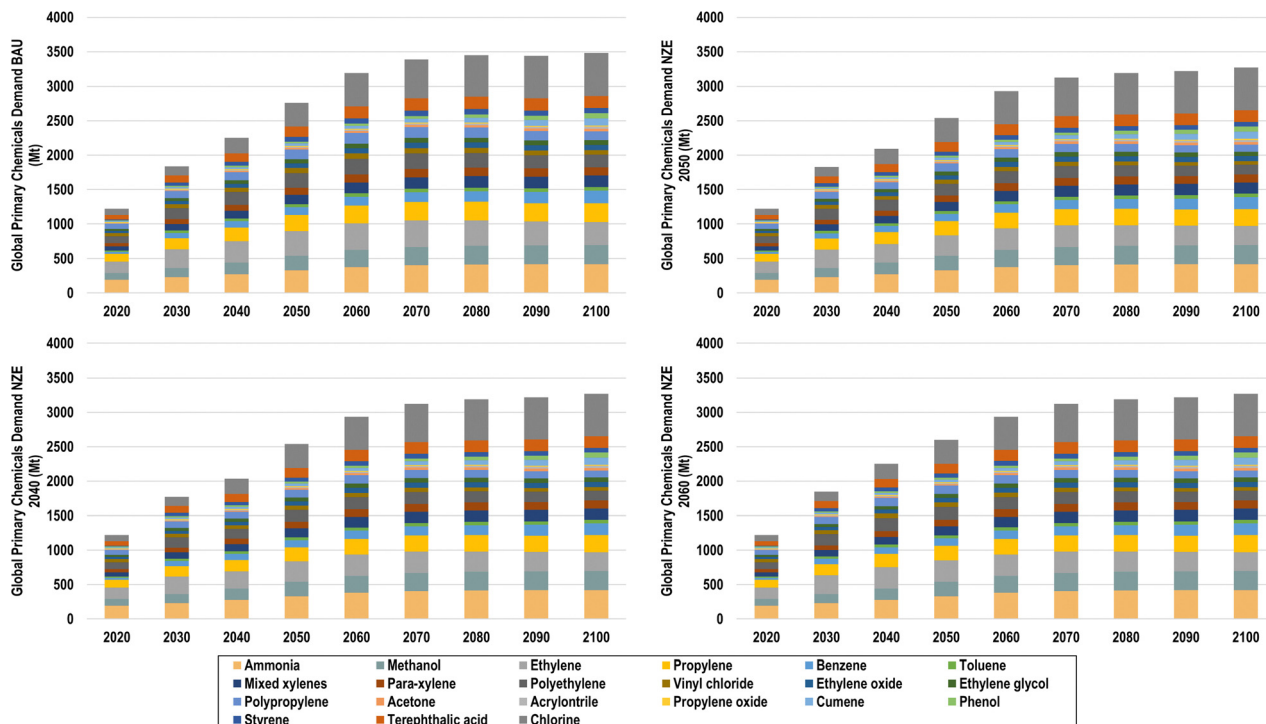 Global Primary Chemicals Demand BAU
(Mt)
4000
3500
3000
2500
2000
1500
1000
500
0
2020 2030 2040 2050 2060 2070 2080 2090 2100
Global Primary Chemicals Demand NZE
2050 (Mt)
4000
3500
3000
2500
2000
1500
1000
500
0
2020 2030 2040 2050 2060 2070 2080 2090 2100
Global Primary Chemicals Demand NZE
2040 (Mt)
4000
3500
3000
2500
2000
1500
1000
500
0
2020 2030 2040 2050 2060 2070 2080 2090 2100
Global Primary Chemicals Demand NZE
2060 (Mt)
4000
3500
3000
2500
2000
1500
1000
500
0
2020 2030 2040 2050 2060 2070 2080 2090 2100
Ammonia Methanol Ethylene Propylene Benzene Toluene
Mixed xylenes Para-xylene Polyethylene Vinyl chloride Ethylene oxide Ethylene glycol
Polypropylene Acetone Acrylontrile Propylene oxide Cumene Phenol
Styrene Terephthalic acid Chlorine